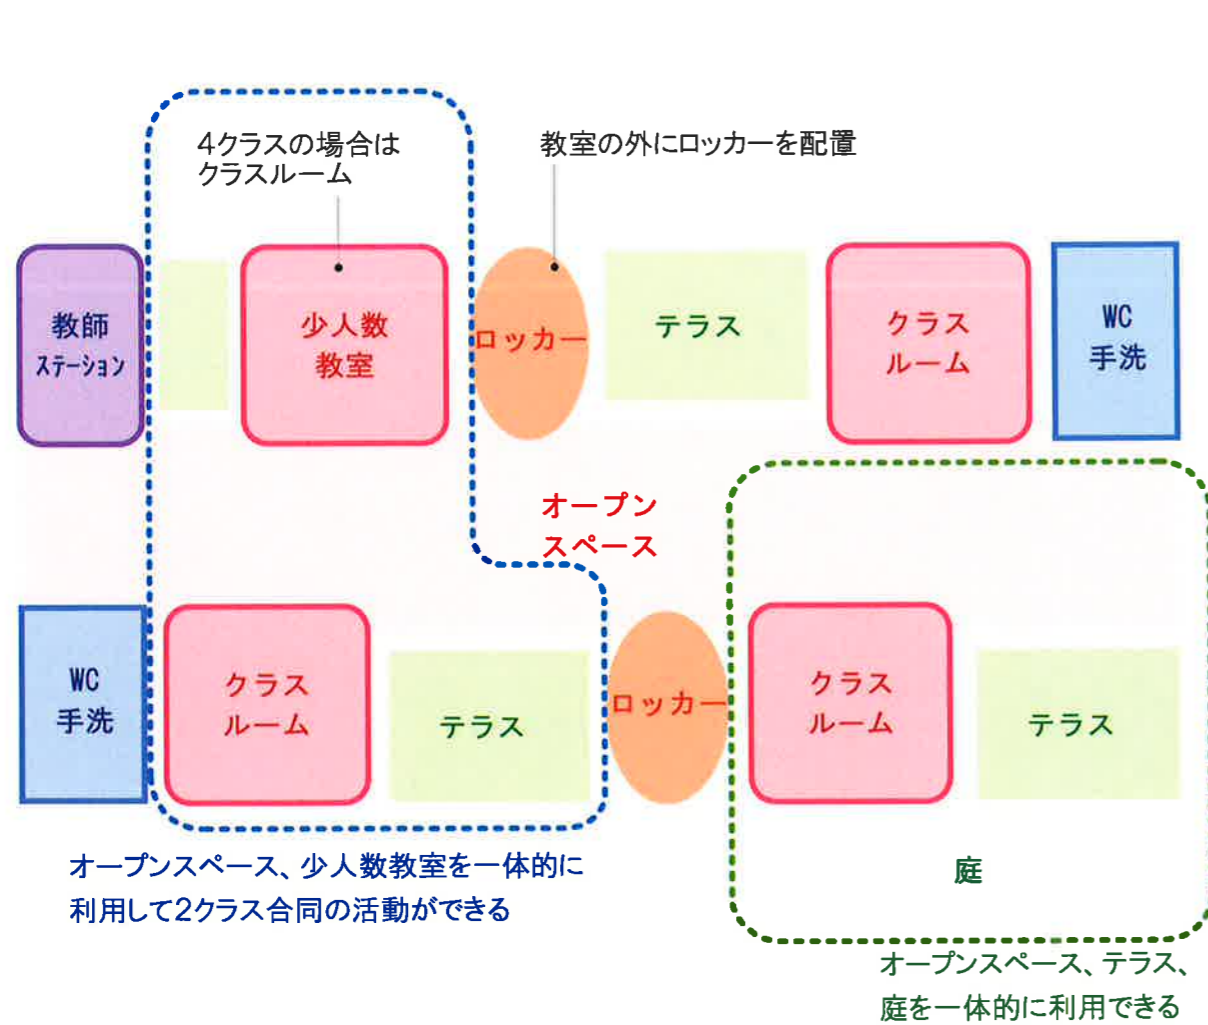 4クラスの場合は
クラスルーム
教室の外にロッカーを配置
教師
ステーション
少人数
教室
ロッカー
テラス
クラス
ルーム
WC
手洗
オープン
スペース
WC
手洗
クラス
ルーム
テラス
ロッカー
クラス
ルーム
テラス
庭
オープンスペース、少人数教室を一体的に
利用して2クラス合同の活動ができる
オープンスペース、テラス、
庭を一体的に利用できる